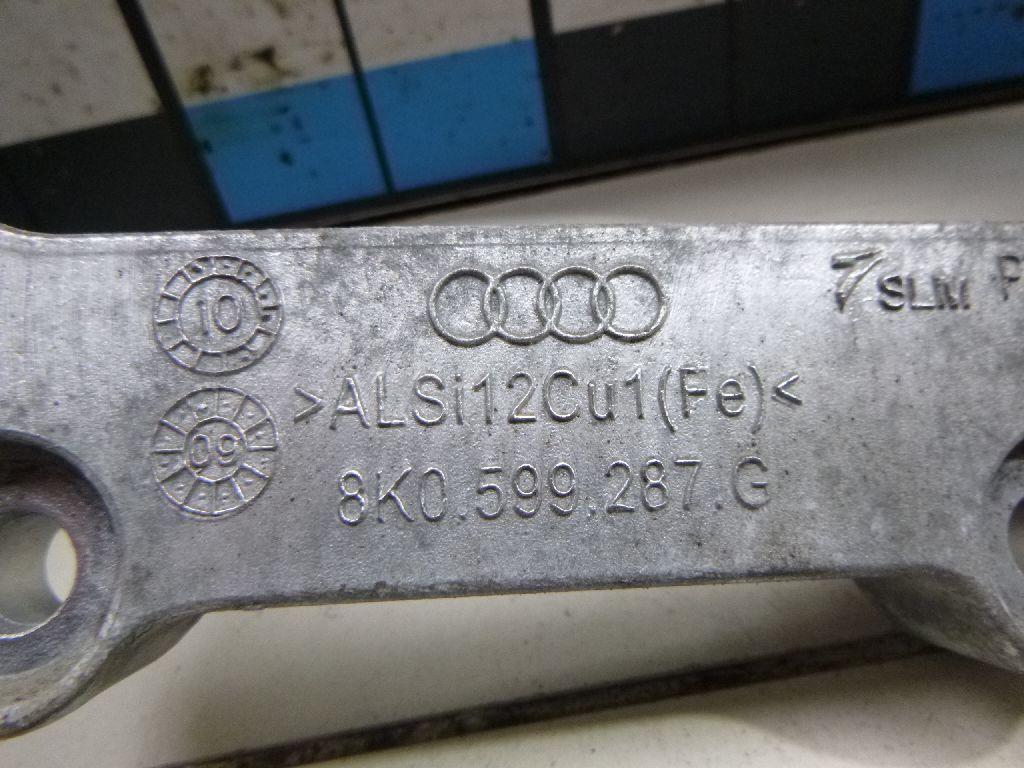 10
SLM P
>ALSi12Cu1(Fe)<
09
8K0.599.287.G